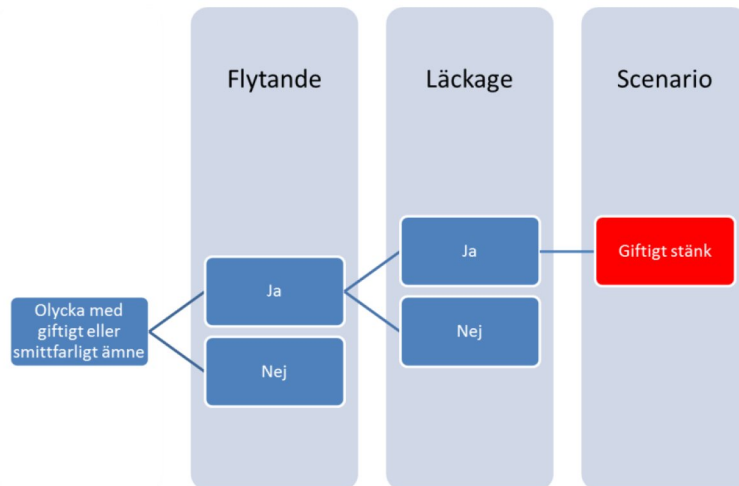 Flytande
Läckage
Scenario
Ja
Giftigt stänk
Ja
Olycka med
giftigt eller
smittfarligt ämne
Nej
Nej